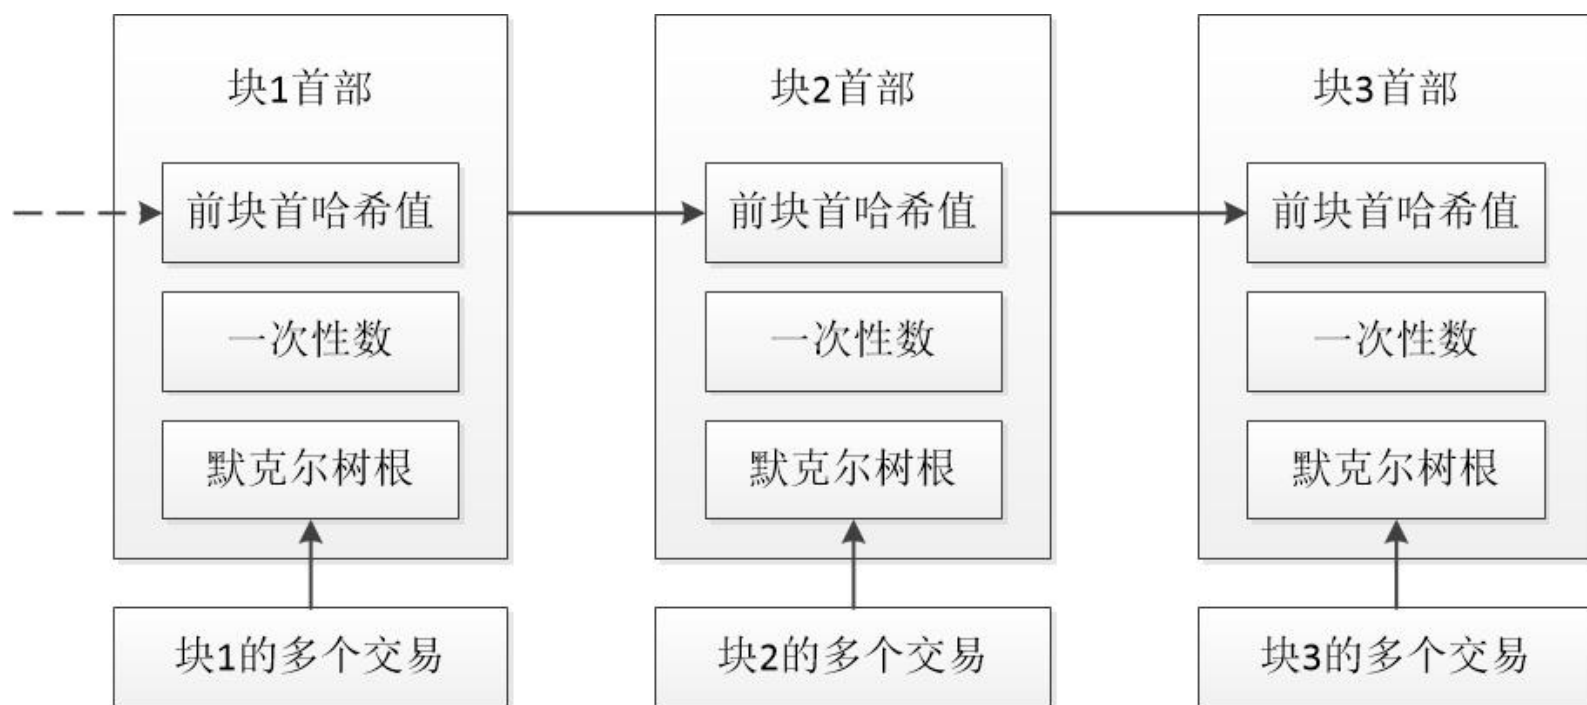 块1首部
前块首哈希值
一次性数
默克尔树根
块1的多个交易
块2首部
前块首哈希值
一次性数
默克尔树根
块2的多个交易
块3首部
前块首哈希值
一次性数
默克尔树根
块3的多个交易